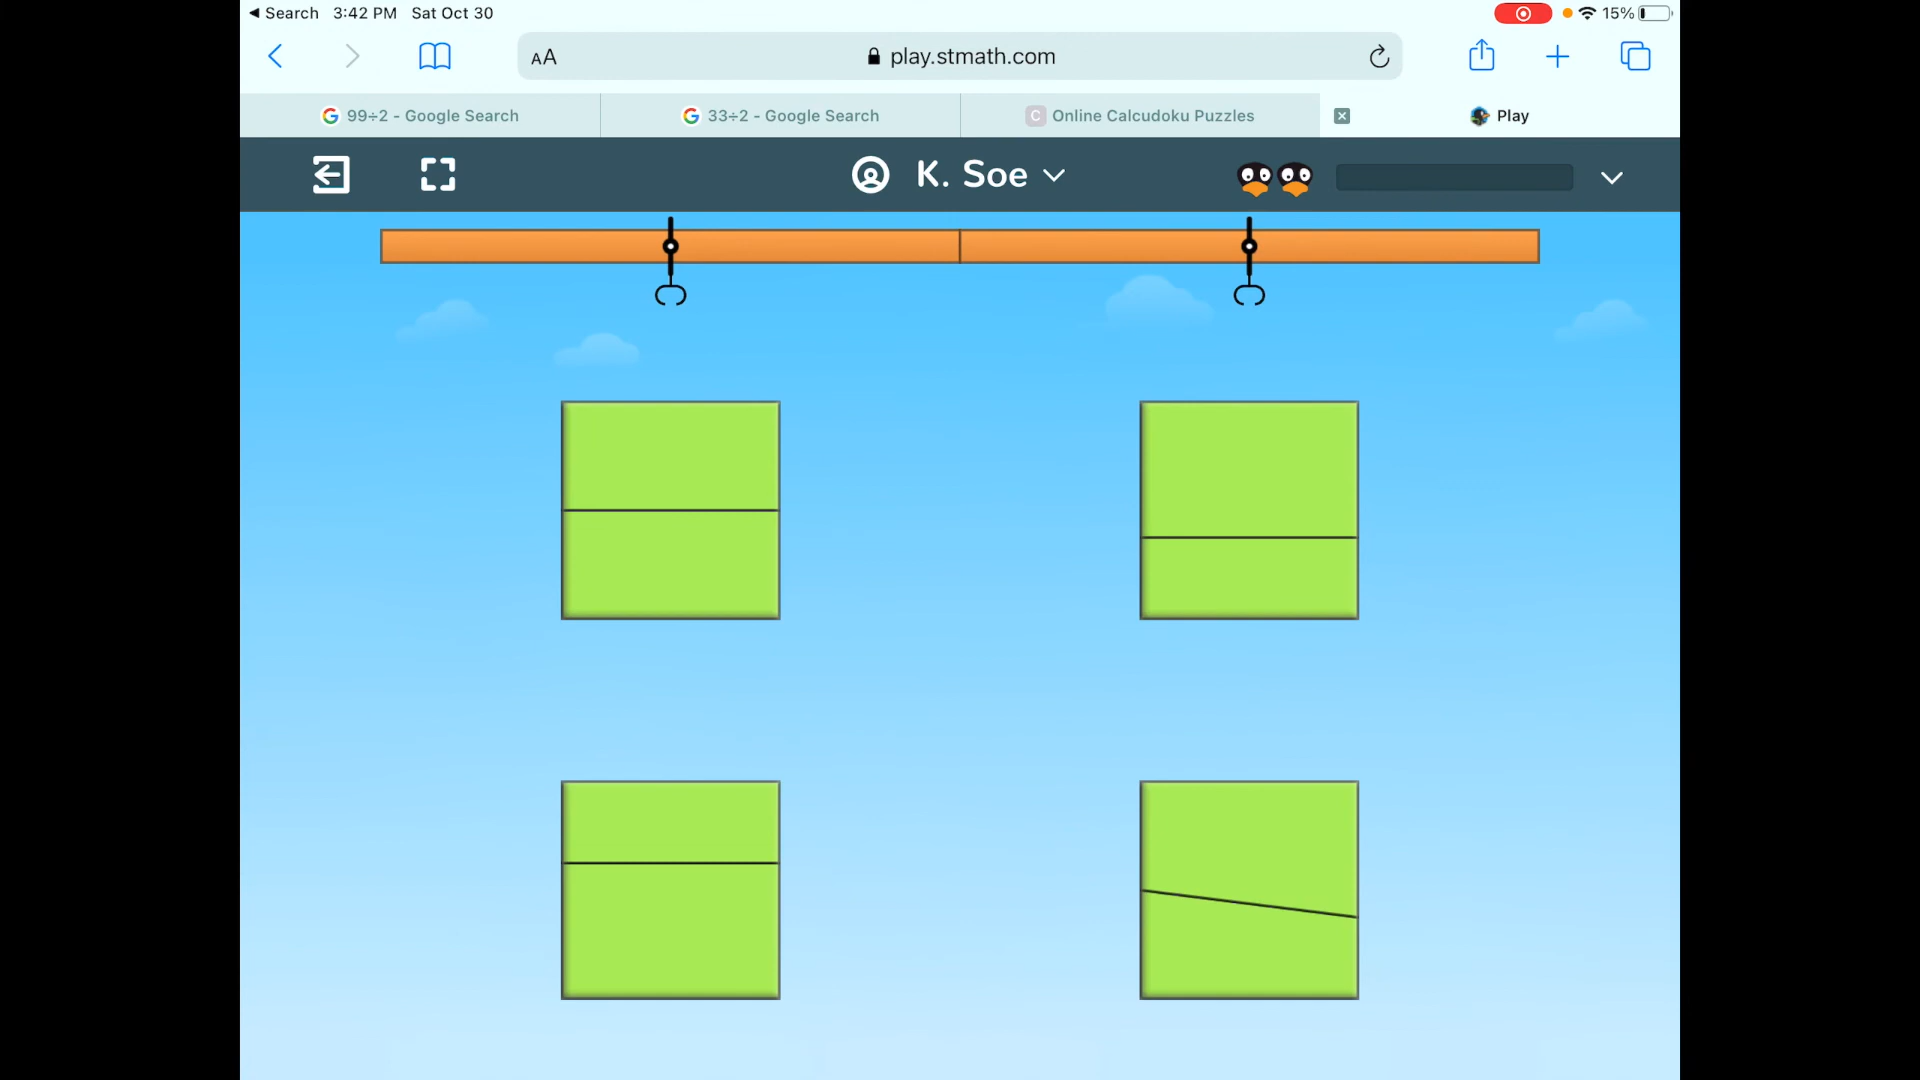 Search 3:42 PM Sat Oct 30 15%
AA play.stmath.com
99÷2 - Google Search 33÷2 - Google Search C Online Calcudoku Puzzles Play
K. Soe